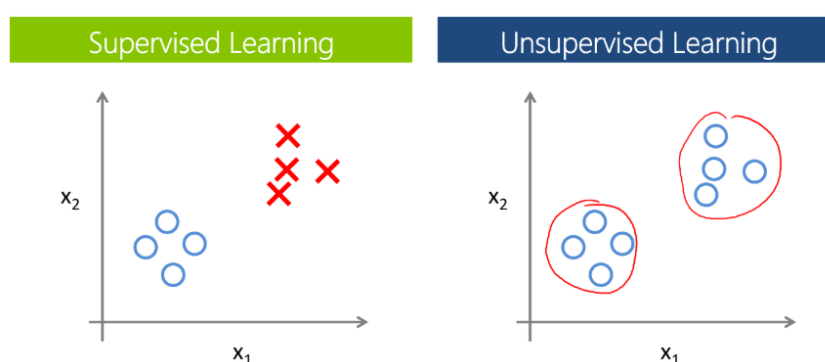 Supervised Learning
Unsupervised Learning
x₂
x₁
x₂
x₁